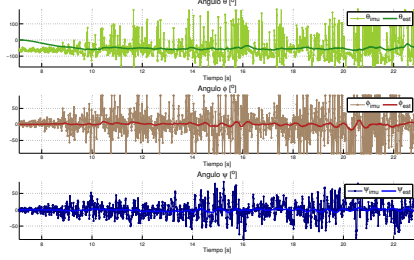 Angulo θ [º]
θimu θest
0
-100
8 10 12 14 16 18 20 22
Tiempo [s]
Angulo ϕ [º]
ϕimu ϕest
50
0
-50
8 10 12 14 16 18 20 22
Tiempo [s]
Angulo ψ [º]
ψimu ψest
50
0
-50
8 10 12 14 16 18 20 22
Tiempo [s]